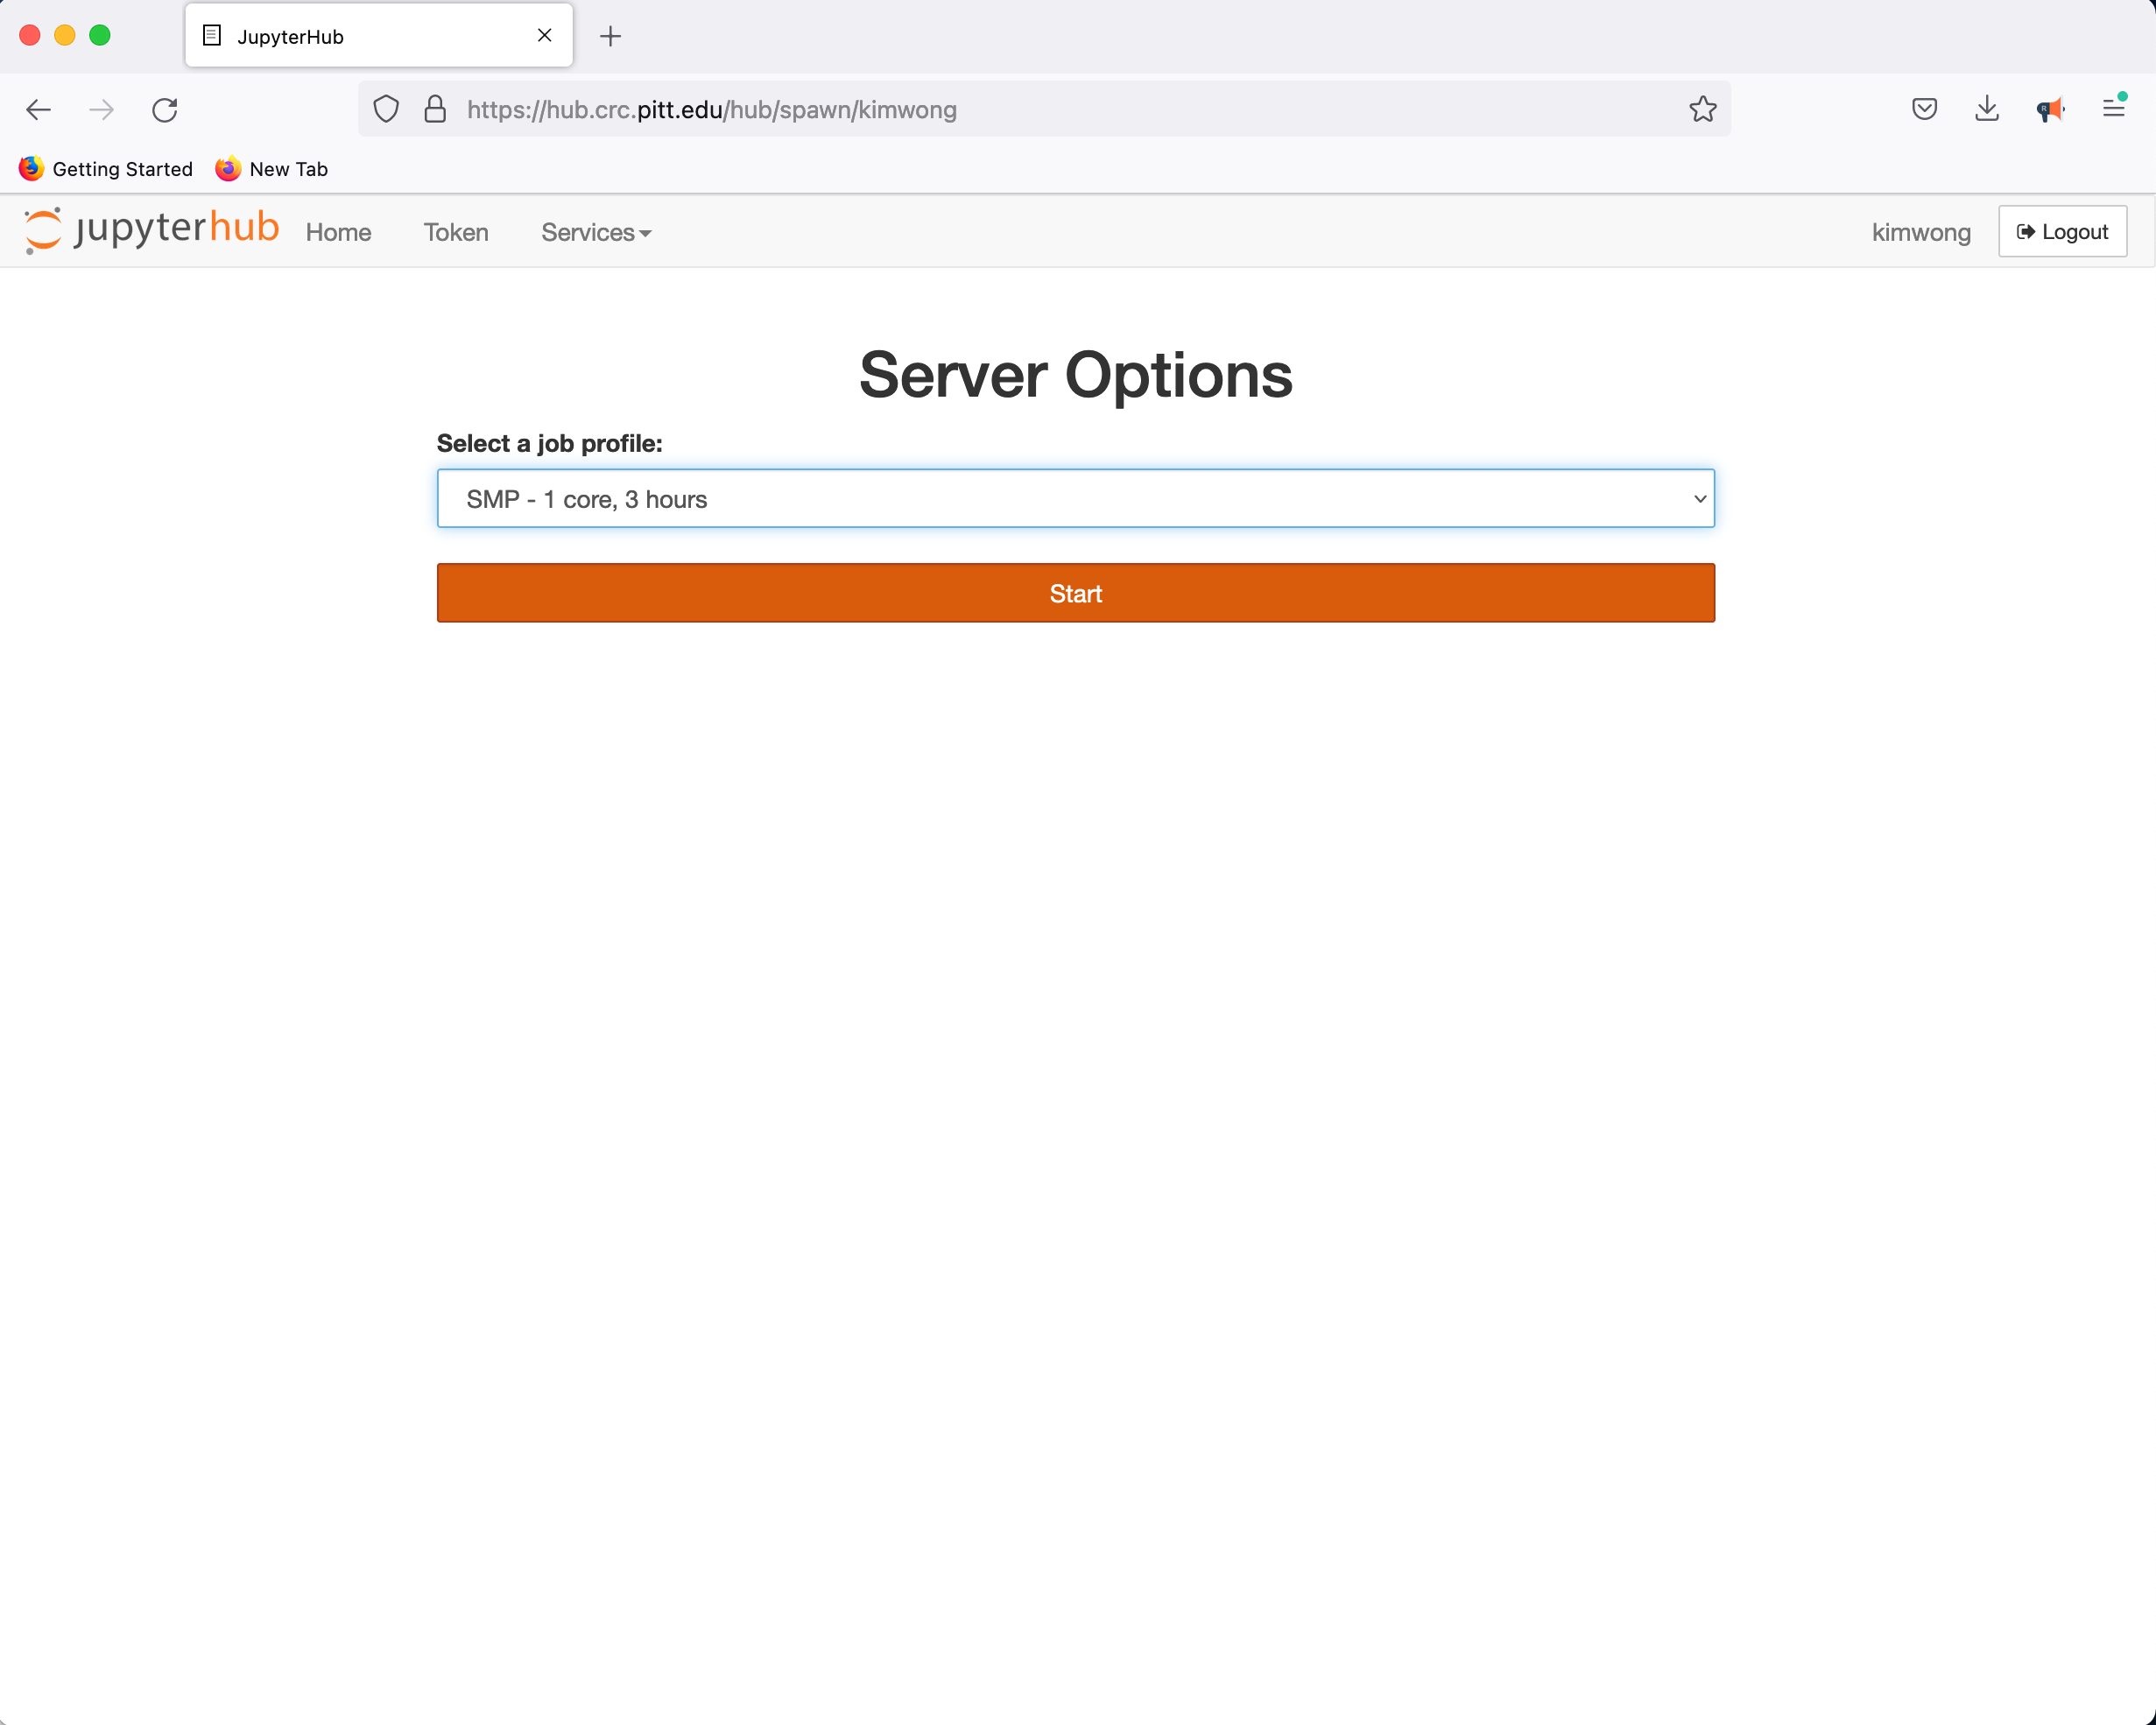 JupyterHub
https://hub.crc.pitt.edu/hub/spawn/kimwong
Getting Started New Tab
jupyterhub Home Token Services kimwong Logout
Server Options
Select a job profile:
SMP - 1 core, 3 hours
Start